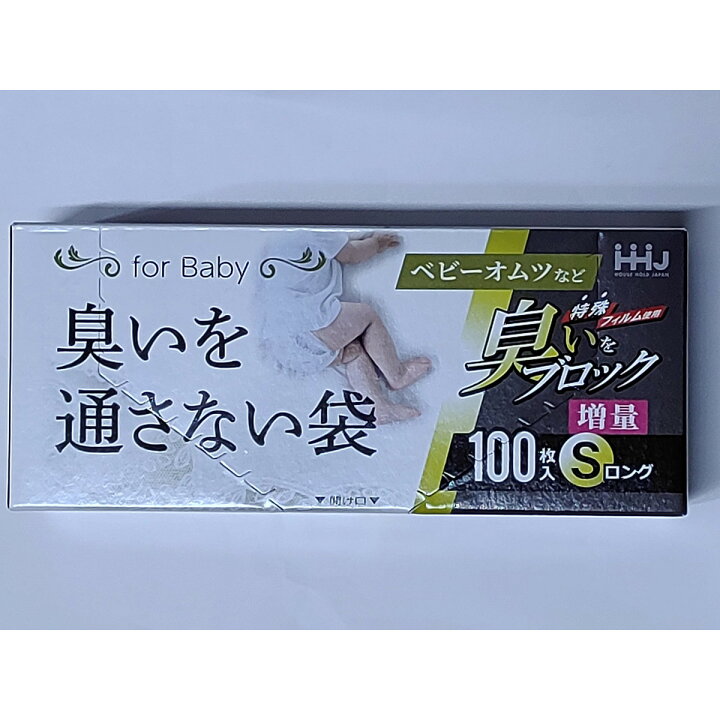 for Baby
臭いを
通さない袋
▼開け口▼
ベビーオムツなど
HHJ
HOUSE HOLD JAPAN
特殊フィルム使用
臭いを
ブロック
増量
100枚入 Sロング